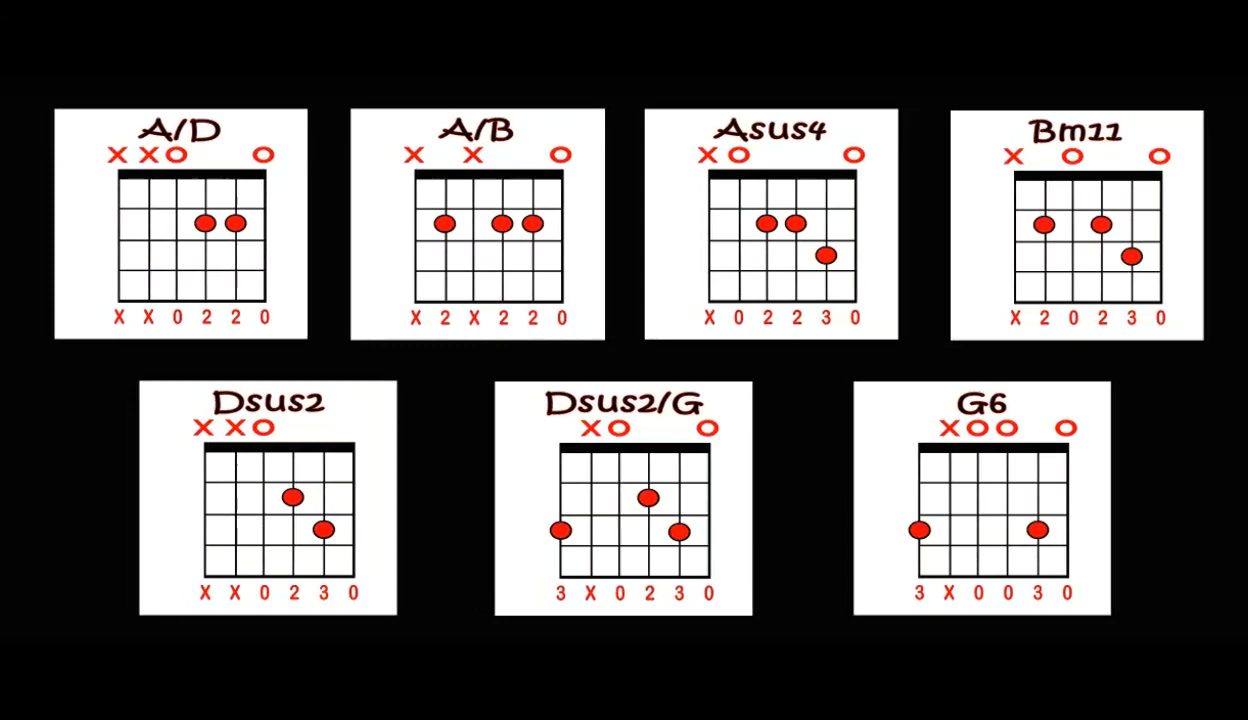 A/D
X X O O
X X 0 2 2 0
A/B
X X O
X 2 X 2 2 0
Asus4
X O O
X 0 2 2 3 0
Bm11
X O O
X 2 0 2 3 0
Dsus2
X X O
X X 0 2 3 0
Dsus2/G
X O O
3 X 0 2 3 0
G6
X O O O
3 X 0 0 3 0